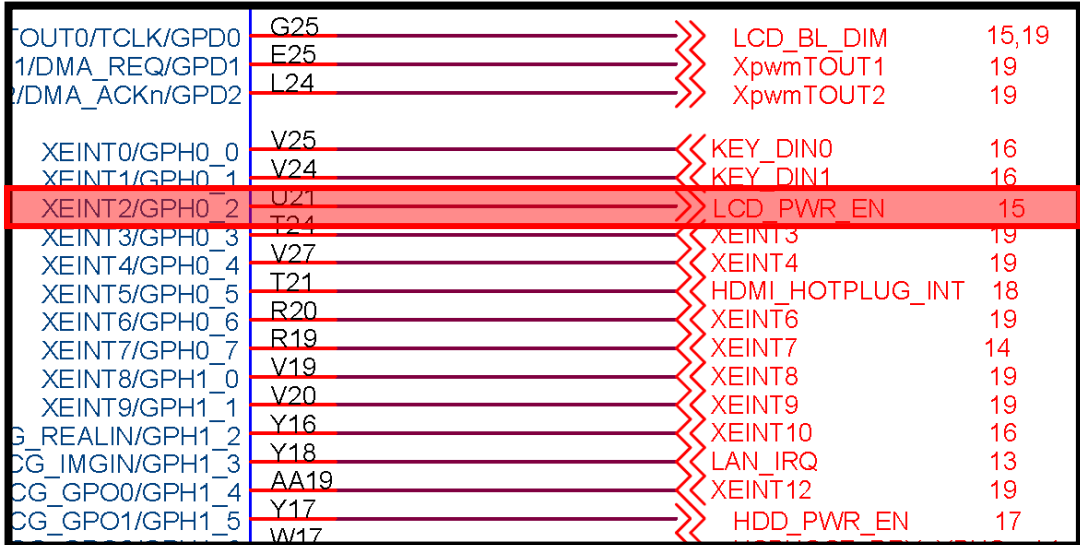 TOUT0/TCLK/GPD0 G25 LCD_BL_DIM 15,19
1/DMA_REQ/GPD1 E25 XpwmTOUT1 19
/DMA_ACKn/GPD2 L24 XpwmTOUT2 19
XEINT0/GPH0_0 V25 KEY_DIN0 16
XEINT1/GPH0_1 V24 KEY_DIN1 16
XEINT2/GPH0_2 U21 LCD_PWR_EN 15
XEINT3/GPH0_3 T24 XEINT3 19
XEINT4/GPH0_4 V27 XEINT4 19
XEINT5/GPH0_5 T21 HDMI_HOTPLUG_INT 18
XEINT6/GPH0_6 R20 XEINT6 19
XEINT7/GPH0_7 R19 XEINT7 14
XEINT8/GPH1_0 V19 XEINT8 19
XEINT9/GPH1_1 V20 XEINT9 19
G_REALIN/GPH1_2 Y16 XEINT10 16
CG_IMGIN/GPH1_3 Y18 LAN_IRQ 13
CG_GPO0/GPH1_4 AA19 XEINT12 19
CG_GPO1/GPH1_5 Y17 HDD_PWR_EN 17
W17